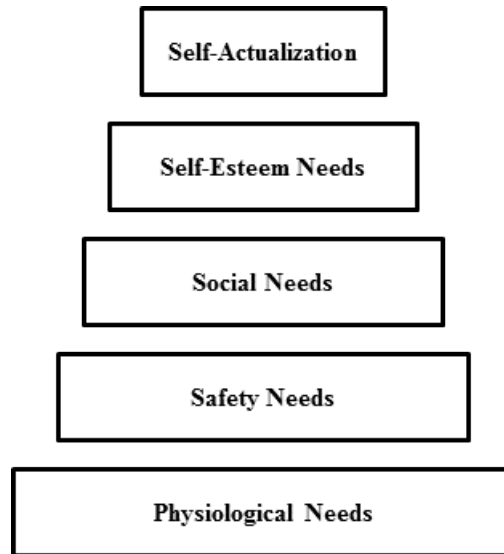 Self-Actualization
Self-Esteem Needs
Social Needs
Safety Needs
Physiological Needs